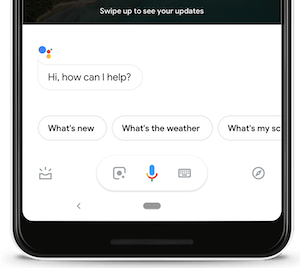 Swipe up to see your updates
Hi, how can I help?
What's new
What's the weather
What's my sc